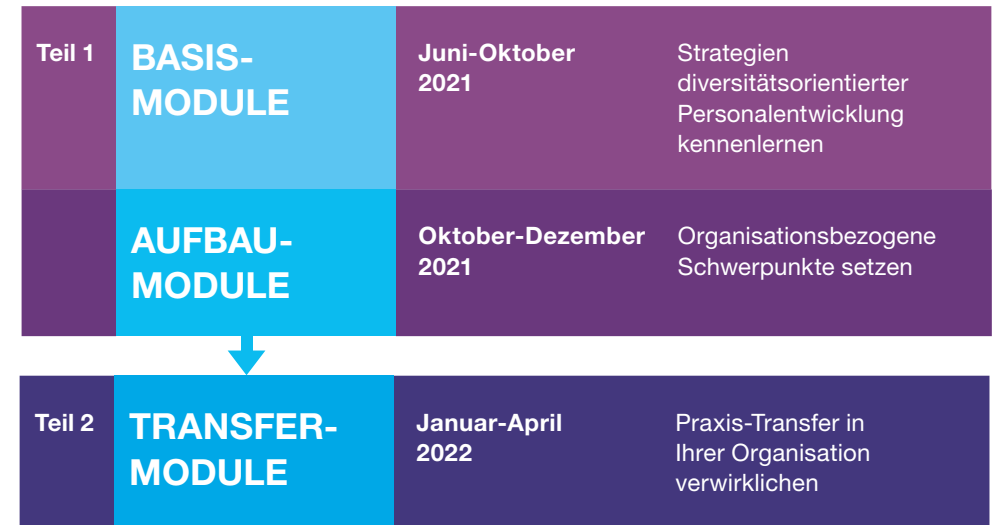 Teil 1
BASIS-
MODULE
Juni-Oktober
2021
Strategien
diversitätsorientierter
Personalentwicklung
kennenlernen
AUFBAU-
MODULE
Oktober-Dezember
2021
Organisationsbezogene
Schwerpunkte setzen
Teil 2
TRANSFER-
MODULE
Januar-April
2022
Praxis-Transfer in
Ihrer Organisation
verwirklichen